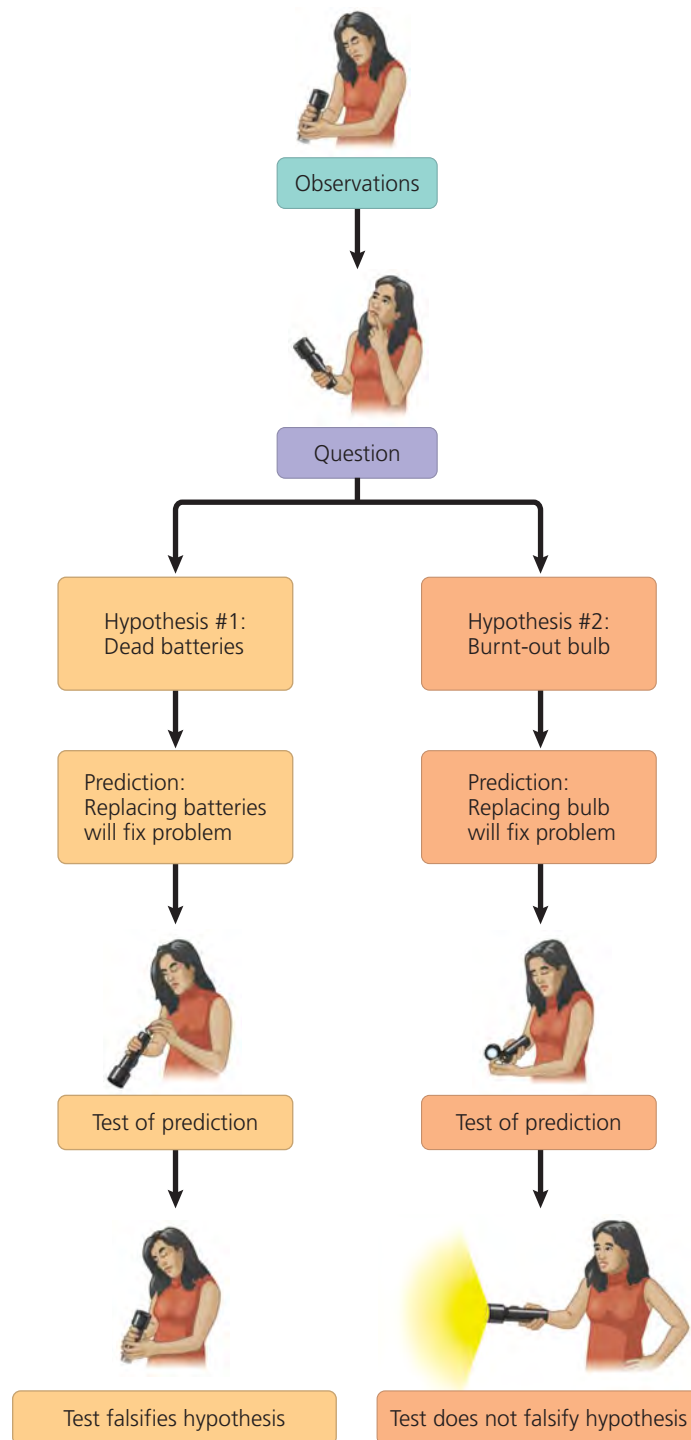 Observations
Question
Hypothesis #1:
Dead batteries
Hypothesis #2:
Burnt-out bulb
Prediction:
Replacing batteries
will fix problem
Prediction:
Replacing bulb
will fix problem
Test of prediction
Test of prediction
Test falsifies hypothesis
Test does not falsify hypothesis